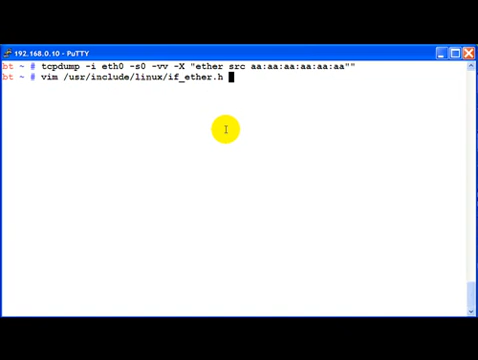 192.168.0.10 - PuTTY
bt ~ # tcpdump -i eth0 -s0 -vv -X "ether src aa:aa:aa:aa:aa:aa""
bt ~ # vim /usr/include/linux/if_ether.h